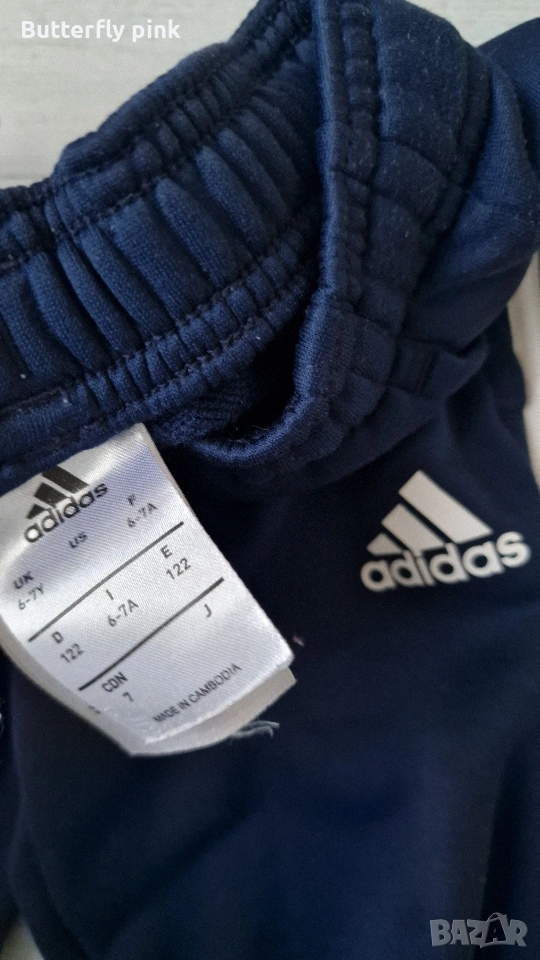 Butterfly pink
adidas
UK
6-7Y
US
F
6-7A
D
122
I
6-7A
E
122
CDN
7
J
MADE IN CAMBODIA
adidas
BAZAR